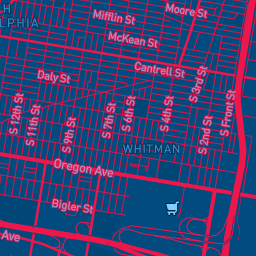 H
LPHIA
Moore St
Mifflin St
McKean St
Cantrell St
Daly St
S 3rd St
S 12th St
S 11th St
S 9th St
S 7th St
S 6th St
S 4th St
S 2nd St
S Front St
WHITMAN
Oregon Ave
Bigler St
Ave